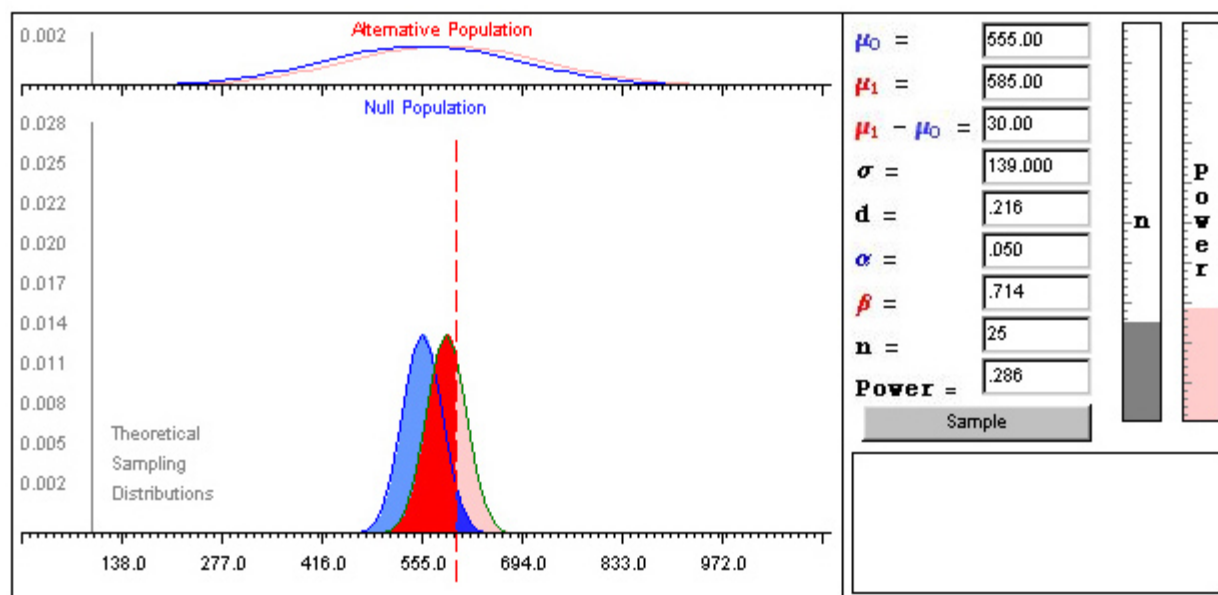 0.002
Alternative Population
Null Population
0.028
0.025
0.022
0.020
0.017
0.014
0.011
0.008
0.005
0.002
Theoretical
Sampling
Distributions
138.0 277.0 416.0 555.0 694.0 833.0 972.0
μ0 = 555.00
μ1 = 585.00
μ1 − μ0 = 30.00
σ = 139.000
d = .216
α = .050
β = .714
n = 25
Power = .286
Sample
n
Power